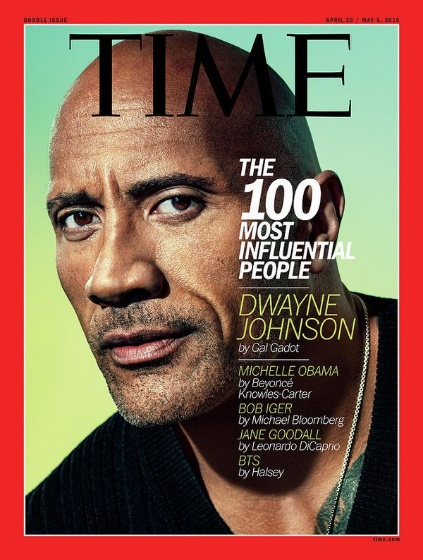 DOUBLE ISSUE
APRIL 29 / MAY 6, 2019
TIME
THE
100
MOST
INFLUENTIAL
PEOPLE
DWAYNE
JOHNSON
by Gal Gadot
MICHELLE OBAMA
by Beyoncé
Knowles-Carter
BOB IGER
by Michael Bloomberg
JANE GOODALL
by Leonardo DiCaprio
BTS
by Halsey
time.com